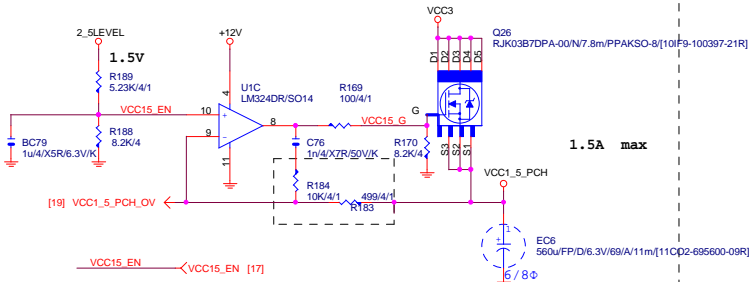 VCC3
2_5LEVEL
+12V
Q26
RJK03B7DPA-00/N/7.8m/PPAKSO-8/[10IF9-100397-21R]
1.5V
D1
D2
D3
D4
D5
R189
5.23K/4/1
U1C
LM324DR/SO14
R169
100/4/1
4
VCC15_EN
10
+
8
VCC15_G
G
9
-
R188
8.2K/4
BC79
1u/4/X5R/6.3V/K
11
C76
1n/4/X7R/50V/K
R170
8.2K/4
S3
S2
S1
1.5A max
VCC1_5_PCH
R184
10K/4/1
499/4/1
R183
[19] VCC1_5_PCH_OV
1
+
EC6
560u/FP/D/6.3V/69/A/11m/[11CO2-695600-09R]
6/8Φ
VCC15_EN
VCC15_EN [17]